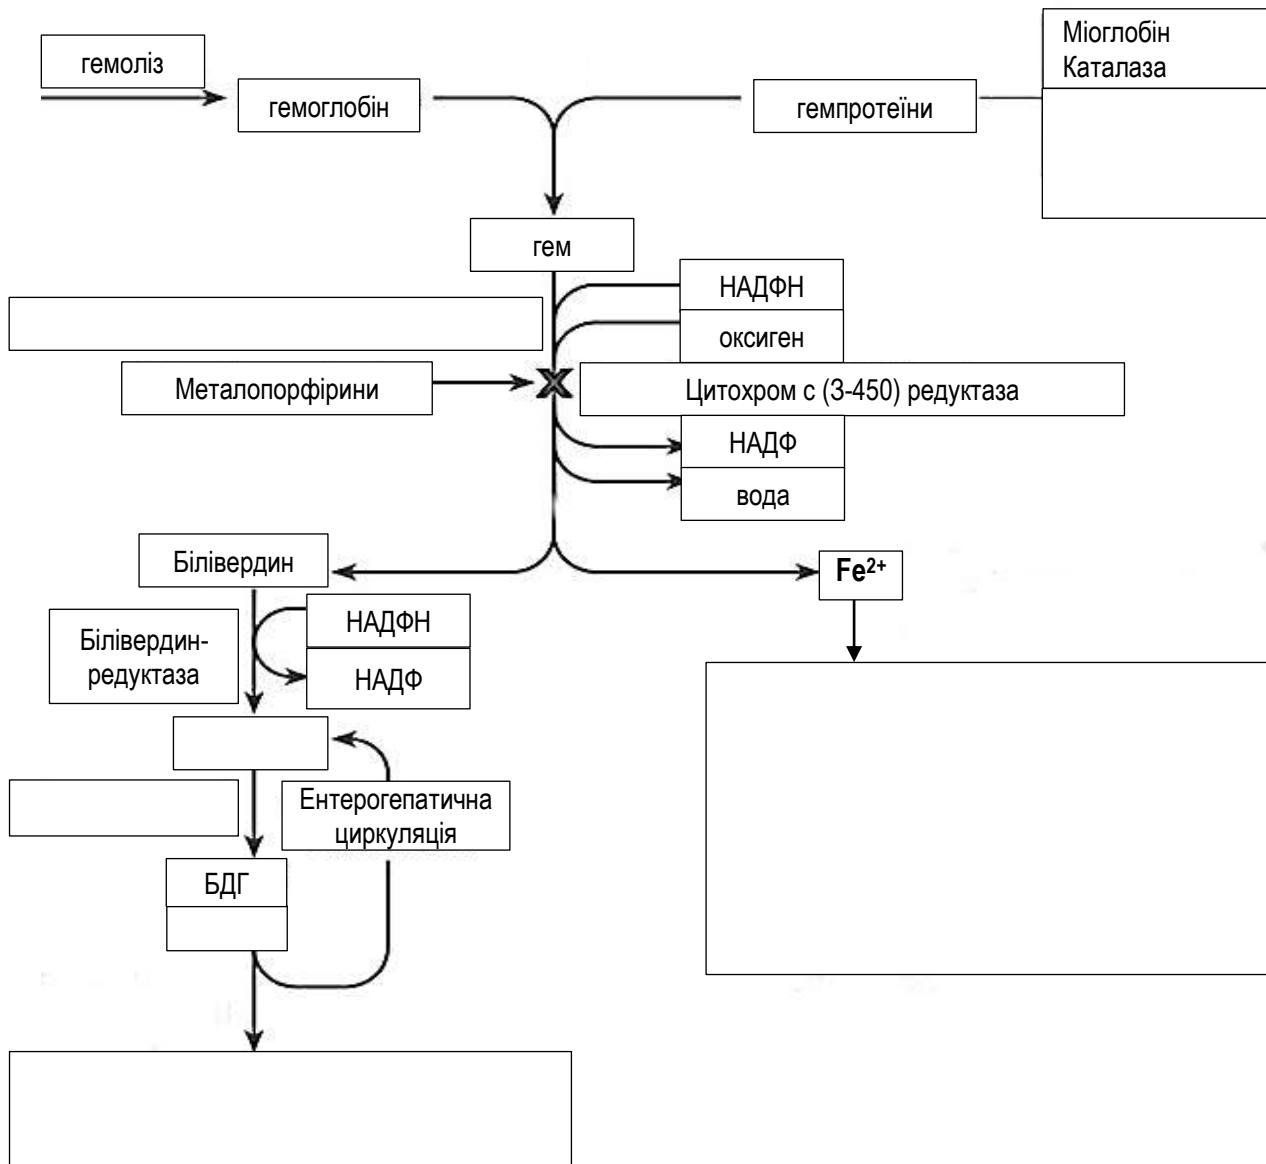 гемоліз
гемоглобін
гемпротеїни
Міоглобін
Каталаза
гем
НАДФН
оксиген
Металопорфірини
Цитохром с (З-450) редуктаза
НАДФ
вода
Білівердин
Fe²⁺
Білівердин-
редуктаза
НАДФН
НАДФ
Ентерогепатична
циркуляція
БДГ